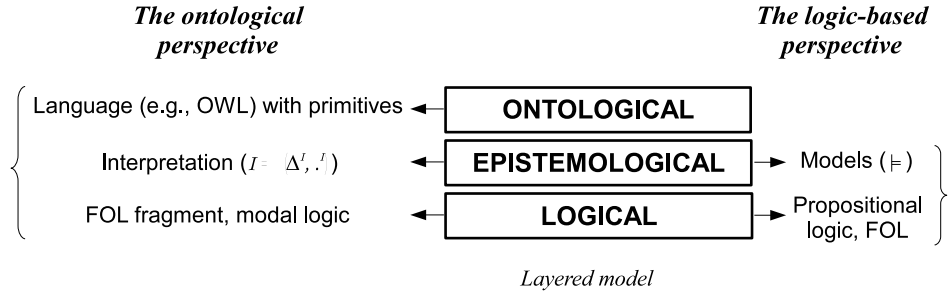 The ontological
perspective
The logic-based
perspective
Language (e.g., OWL) with primitives
ONTOLOGICAL
Interpretation (I = Δ^I, .^I)
EPISTEMOLOGICAL
Models (⊨)
FOL fragment, modal logic
LOGICAL
Propositional
logic, FOL
Layered model